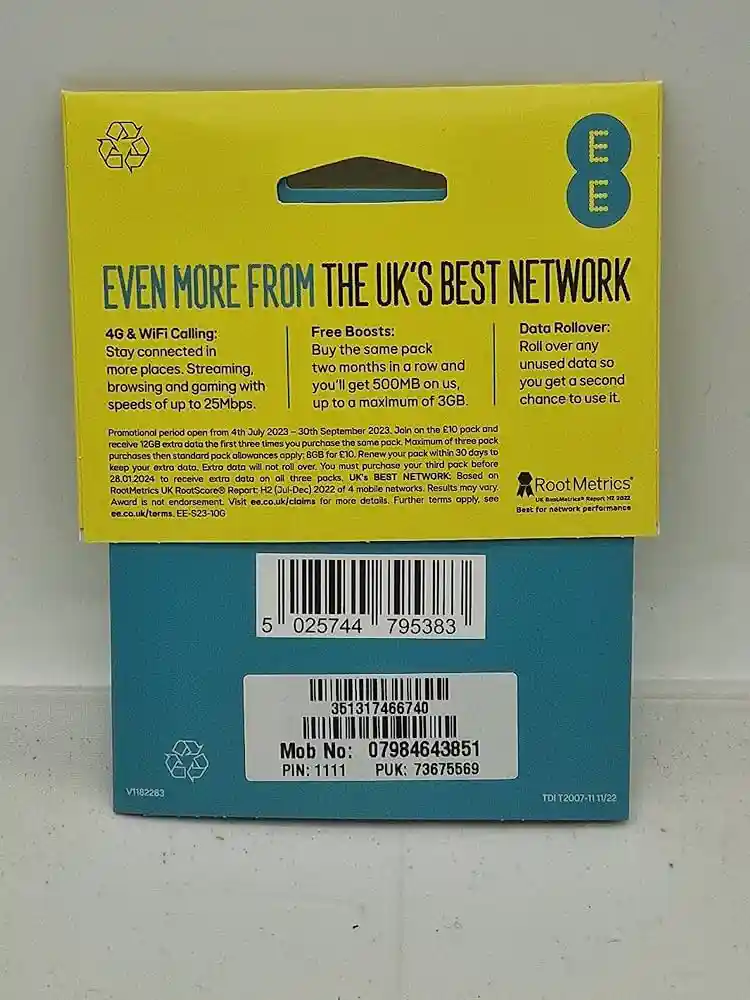 EE
EVEN MORE FROM THE UK'S BEST NETWORK
4G & WiFi Calling:
Stay connected in
more places. Streaming,
browsing and gaming with
speeds of up to 25Mbps.
Free Boosts:
Buy the same pack
two months in a row and
you'll get 500MB on us,
up to a maximum of 3GB.
Data Rollover:
Roll over any
unused data so
you get a second
chance to use it.
Promotional period open from 4th July 2023 – 30th September 2023. Join on the £10 pack and
receive 12GB extra data the first three times you purchase the same pack. Maximum of three pack
purchases then standard pack allowances apply: 8GB for £10. Renew your pack within 30 days to
keep your extra data. Extra data will not roll over. You must purchase your third pack before
28.01.2024 to receive extra data on all three packs. UK's BEST NETWORK: Based on
RootMetrics UK RootScore® Report: H2 (Jul-Dec) 2022 of 4 mobile networks. Results may vary.
Award is not endorsement. Visit ee.co.uk/claims for more details. Further terms apply, see
ee.co.uk/terms. EE-S23-10G
RootMetrics®
UK RootMetrics® Report H2 2022
Best for network performance
5 025744 795383
351317466740
Mob No: 07984643851
PIN: 1111 PUK: 73675569
V1182283
TDI T2007-11 11/22